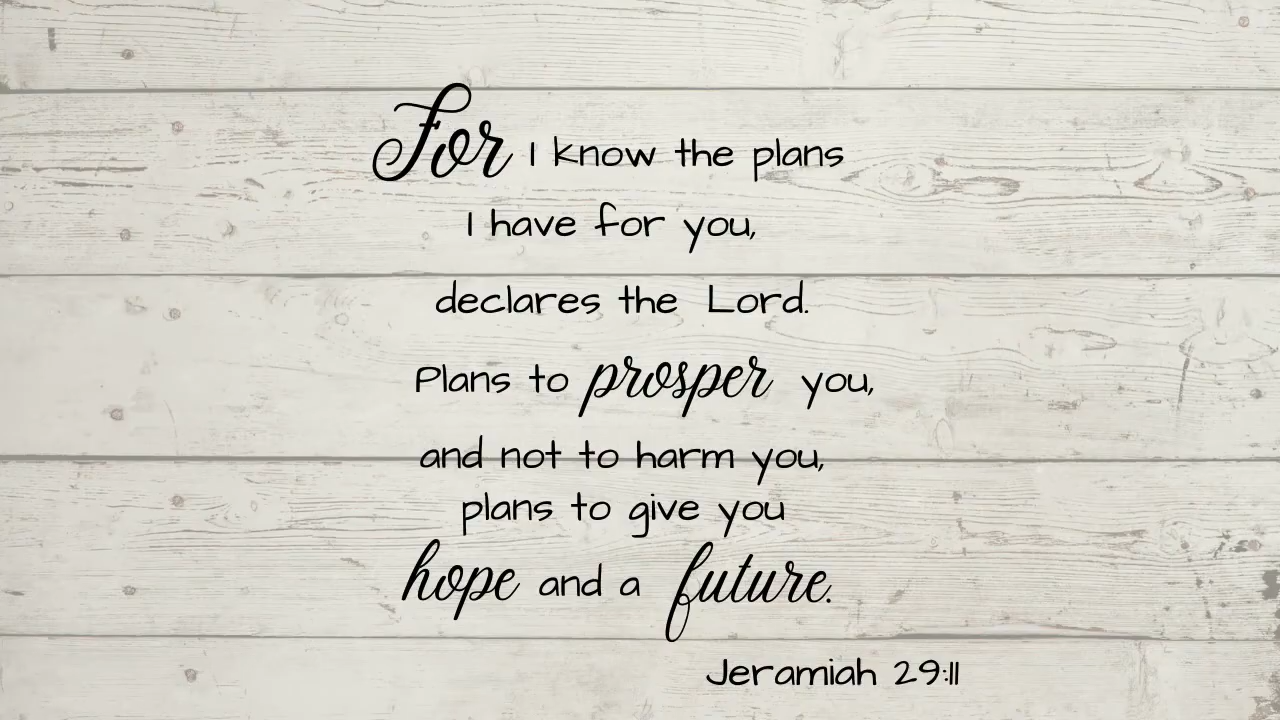 For I know the plans
I have for you,
declares the Lord.
Plans to prosper you,
and not to harm you,
plans to give you
hope and a future.
Jeramiah 29:11